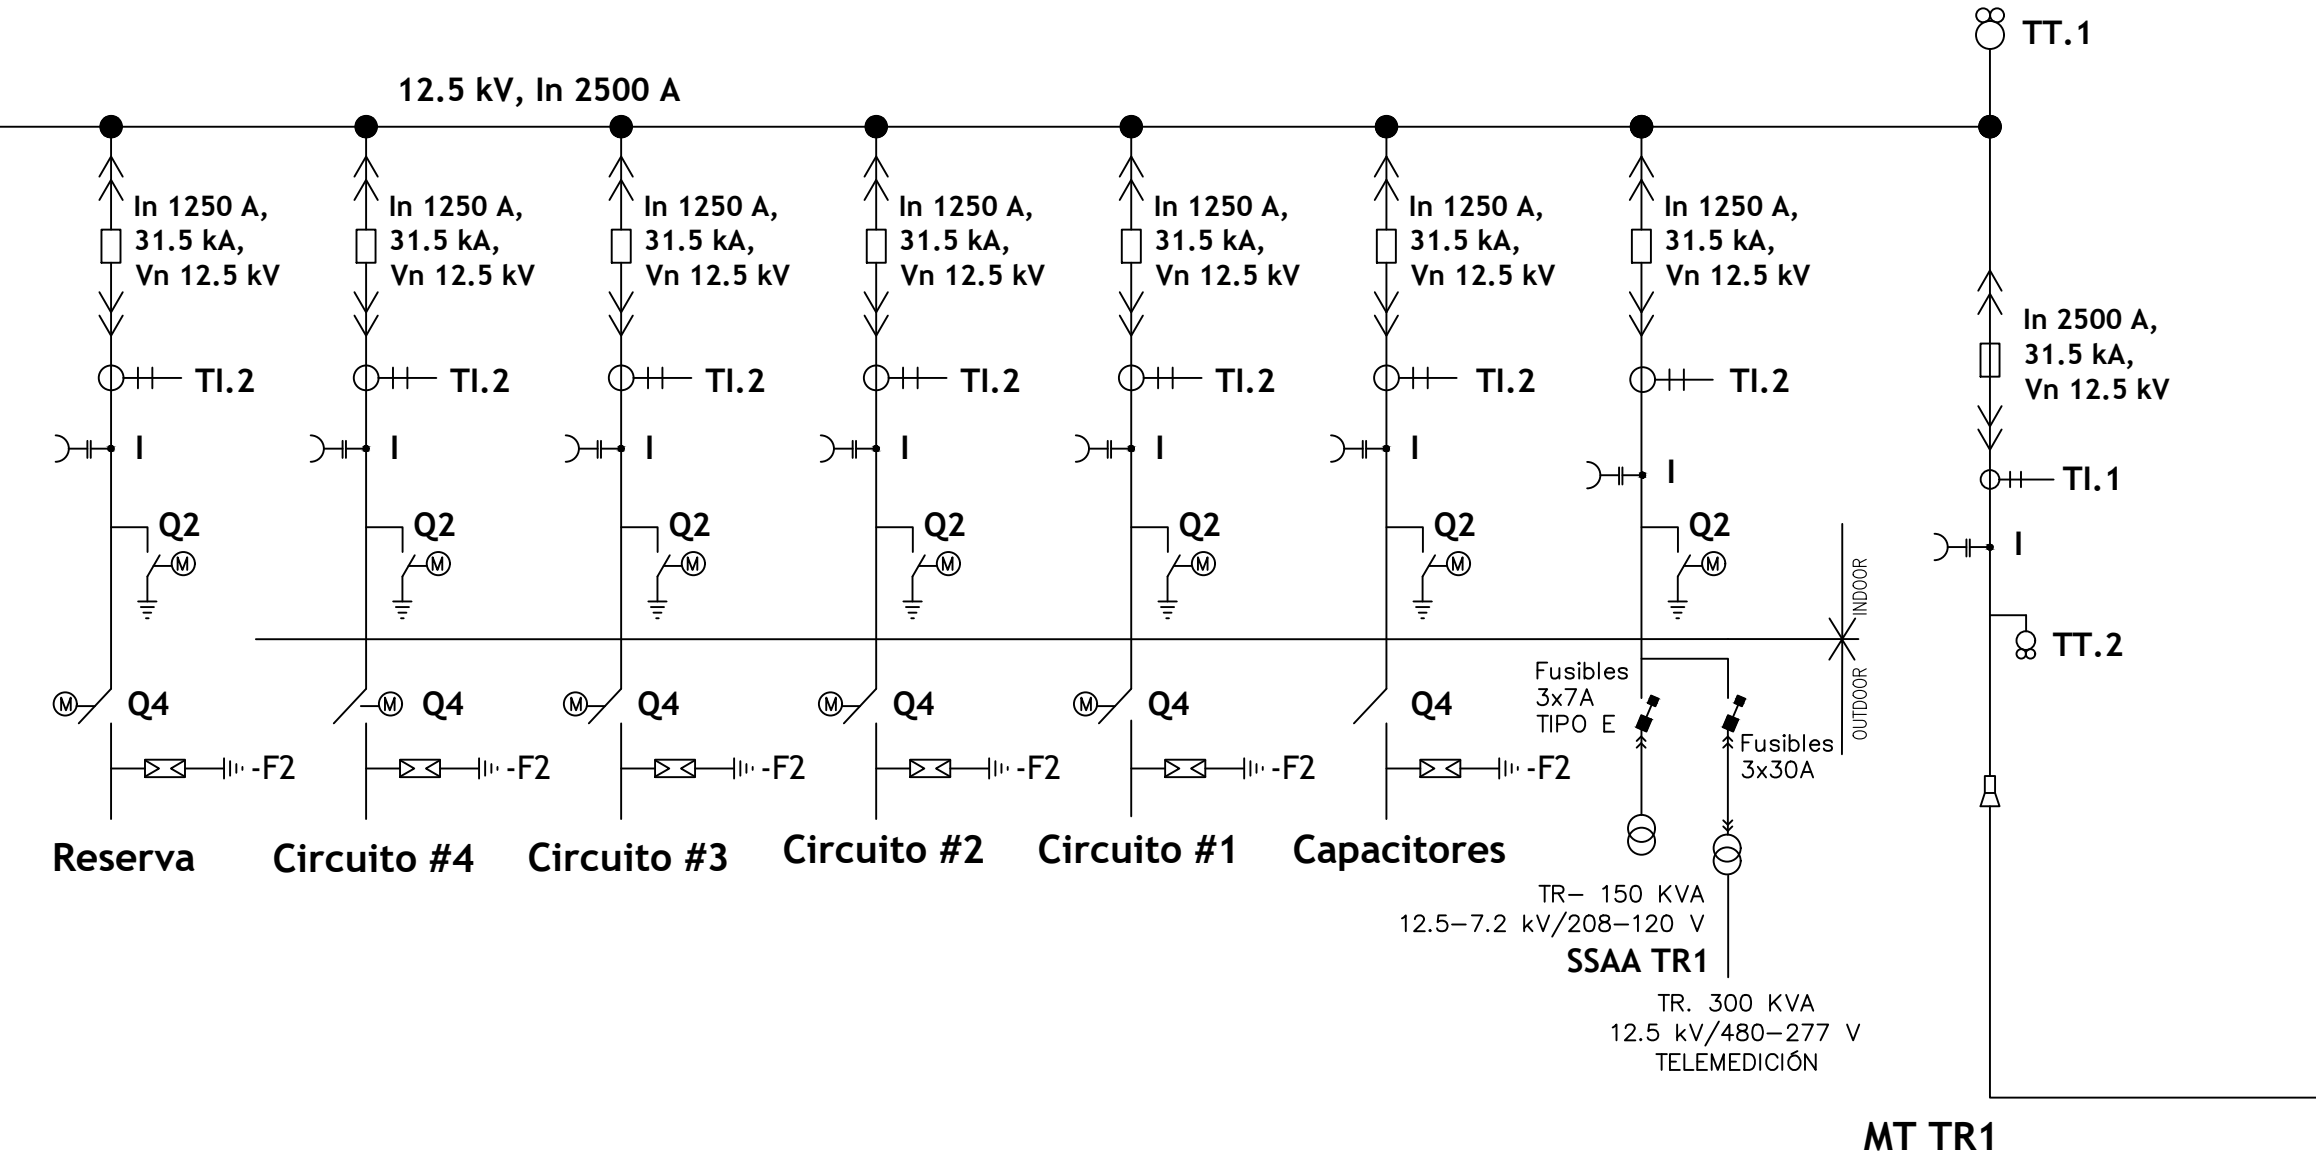 TT.1
12.5 kV, In 2500 A
In 1250 A,
31.5 kA,
Vn 12.5 kV
In 1250 A,
31.5 kA,
Vn 12.5 kV
In 1250 A,
31.5 kA,
Vn 12.5 kV
In 1250 A,
31.5 kA,
Vn 12.5 kV
In 1250 A,
31.5 kA,
Vn 12.5 kV
In 1250 A,
31.5 kA,
Vn 12.5 kV
In 1250 A,
31.5 kA,
Vn 12.5 kV
In 2500 A,
31.5 kA,
Vn 12.5 kV
TI.2
TI.2
TI.2
TI.2
TI.2
TI.2
TI.2
TI.1
I
I
I
I
I
I
I
I
Q2
Q2
Q2
Q2
Q2
Q2
Q2
M
M
M
M
M
M
M
INDOOR
OUTDOOR
TT.2
M
Q4
M
Q4
M
Q4
M
Q4
M
Q4
Q4
Fusibles
3x7A
TIPO E
Fusibles
3x30A
-F2
-F2
-F2
-F2
-F2
-F2
Reserva
Circuito #4
Circuito #3
Circuito #2
Circuito #1
Capacitores
TR- 150 KVA
12.5-7.2 kV/208-120 V
SSAA TR1
TR. 300 KVA
12.5 kV/480-277 V
TELEMEDICIÓN
MT TR1